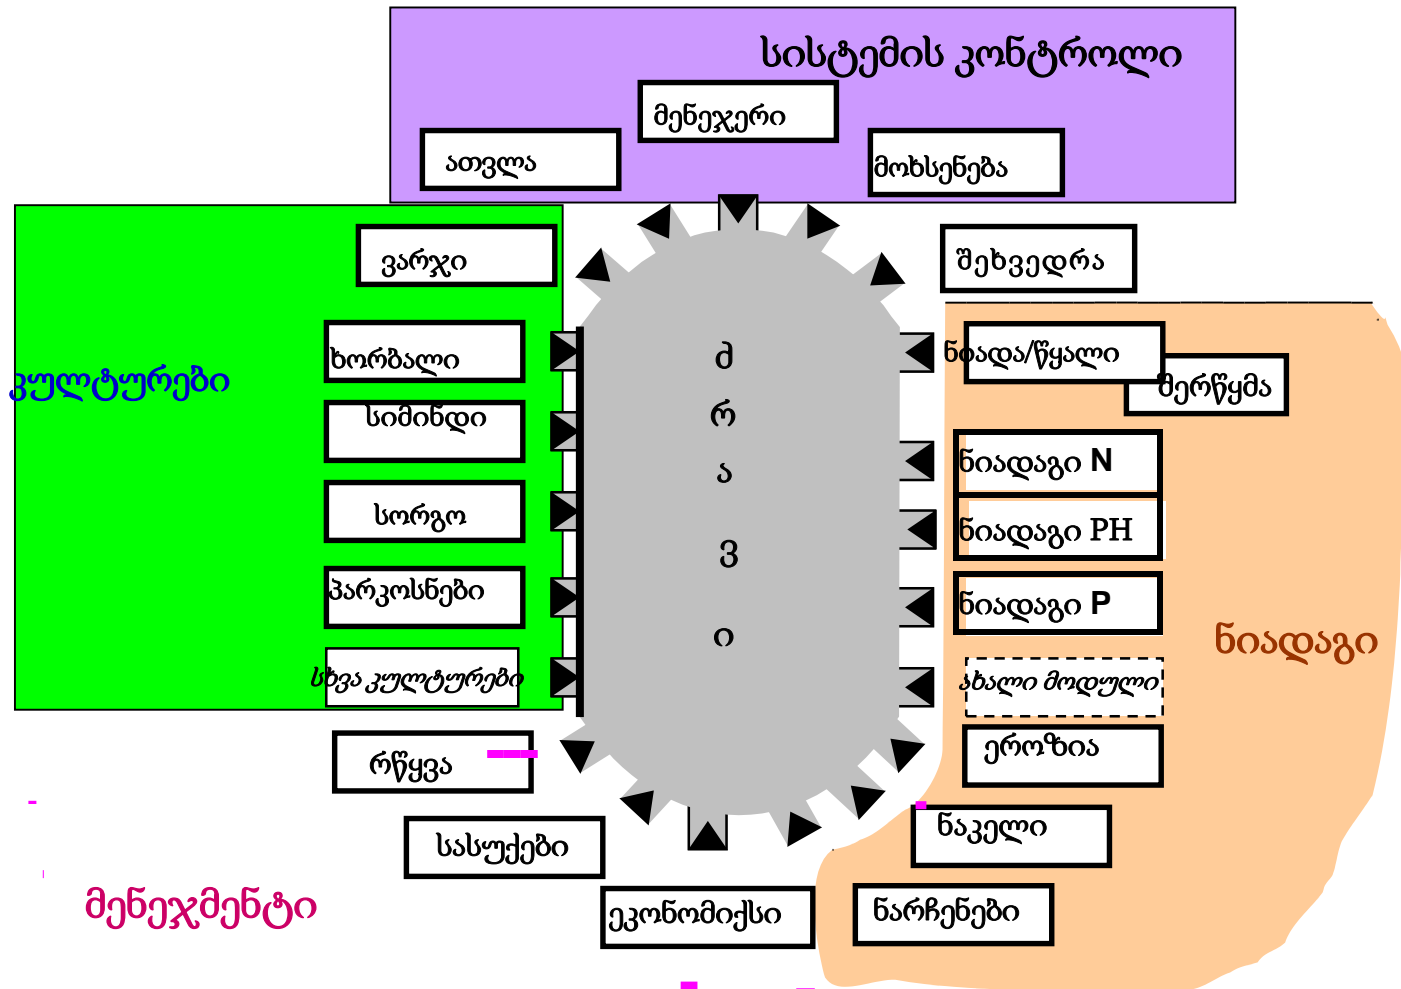 სისტემის კონტროლი
მენეჯერი
ათვლა
მოხსენება
ვარჯი
შეხვედრა
ხორბალი
ნიადა/წყალი
კულტურები
შერწყმა
სიმინდი
ნიადაგი N
სორგო
ნიადაგი PH
პარკოსნები
ნიადაგი P
ნიადაგი
სხვა კულტურები
ახალი მოდული
ძ
რ
ა
ვ
ი
რწყვა
ეროზია
სასუქები
ნაკელი
მენეჯმენტი
ეკონომიქსი
ნარჩენები